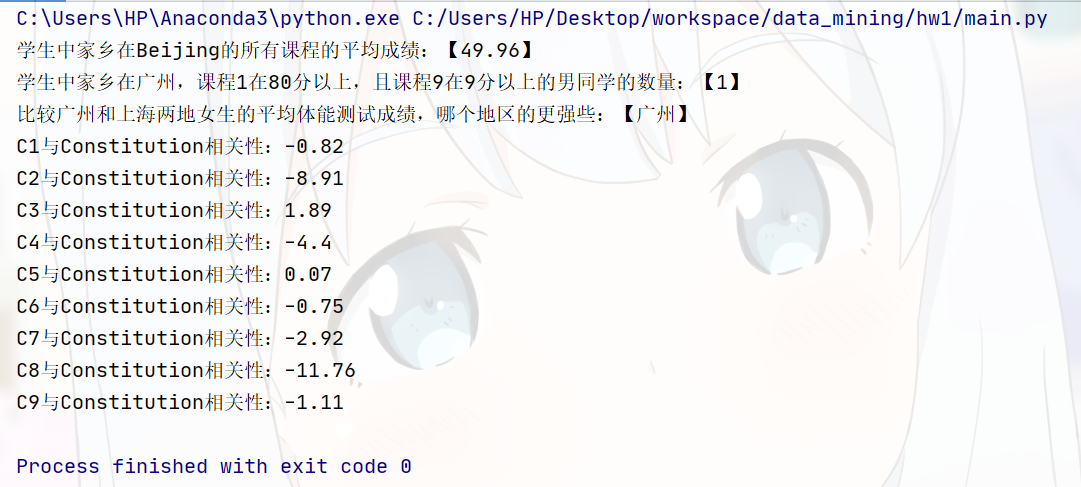 C:\Users\HP\Anaconda3\python.exe C:/Users/HP/Desktop/workspace/data_mining/hw1/main.py
学生中家乡在Beijing的所有课程的平均成绩：【49.96】
学生中家乡在广州，课程1在80分以上，且课程9在9分以上的男同学的数量：【1】
比较广州和上海两地女生的平均体能测试成绩，哪个地区的更强些：【广州】
C1与Constitution相关性：-0.82
C2与Constitution相关性：-8.91
C3与Constitution相关性：1.89
C4与Constitution相关性：-4.4
C5与Constitution相关性：0.07
C6与Constitution相关性：-0.75
C7与Constitution相关性：-2.92
C8与Constitution相关性：-11.76
C9与Constitution相关性：-1.11
Process finished with exit code 0